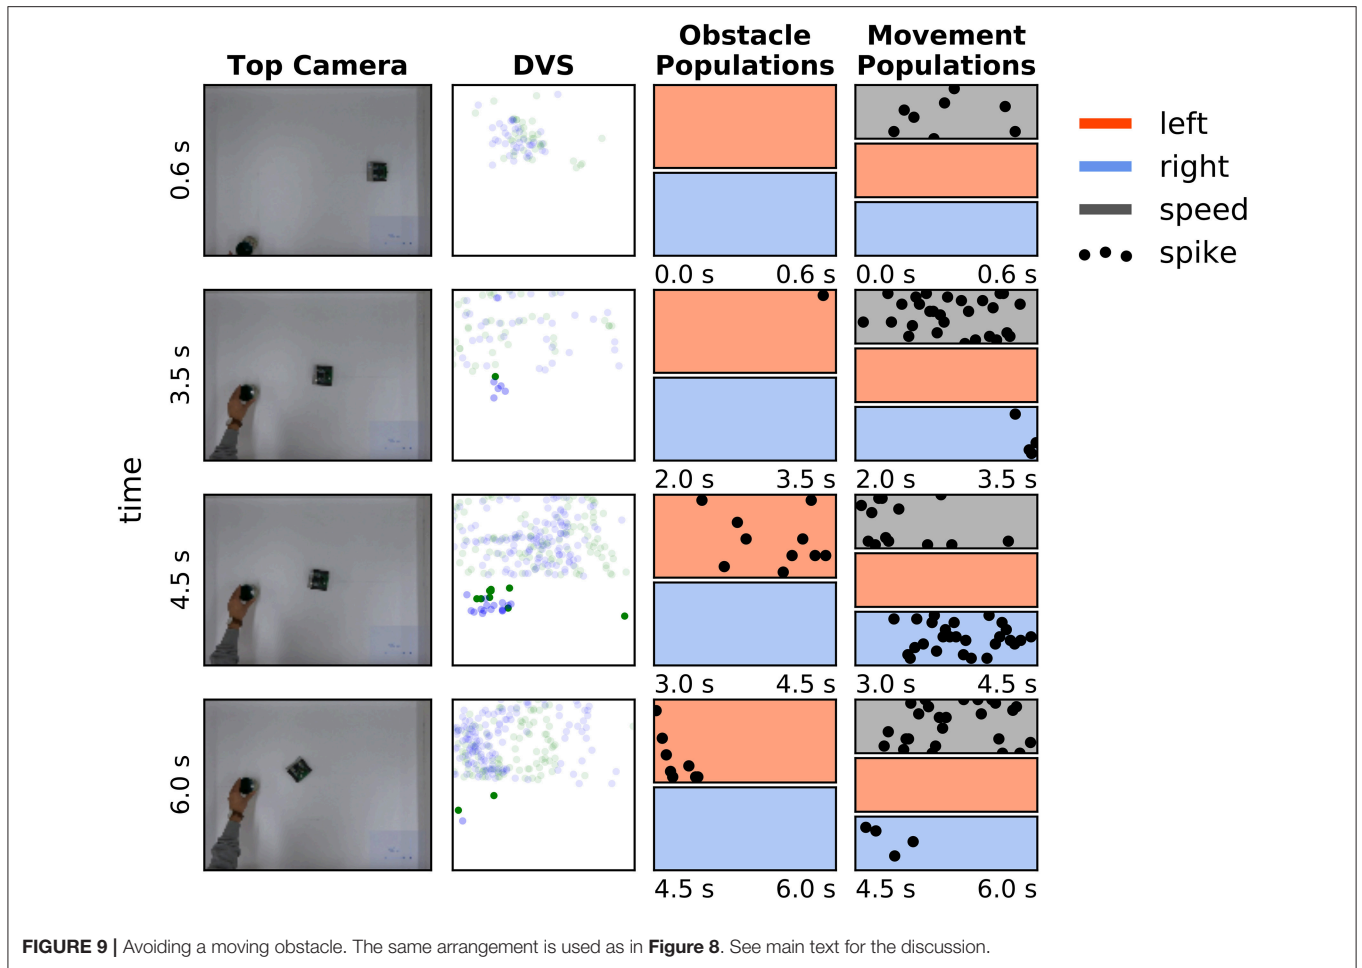 Top Camera
DVS
Obstacle
Populations
Movement
Populations
left
right
speed
spike
time
0.6 s
0.0 s 0.6 s
0.0 s 0.6 s
3.5 s
2.0 s 3.5 s
2.0 s 3.5 s
4.5 s
3.0 s 4.5 s
3.0 s 4.5 s
6.0 s
4.5 s 6.0 s
4.5 s 6.0 s
FIGURE 9 | Avoiding a moving obstacle. The same arrangement is used as in Figure 8. See main text for the discussion.